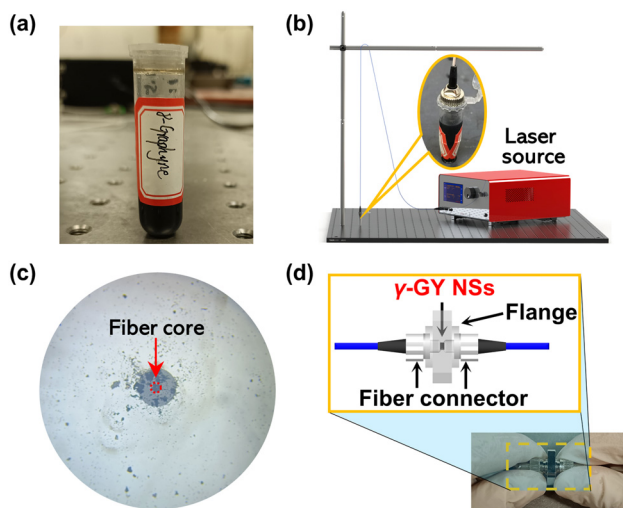 (a)
γ-Graphyne
(b)
Laser
source
(c)
Fiber core
(d)
γ-GY NSs
Flange
Fiber connector